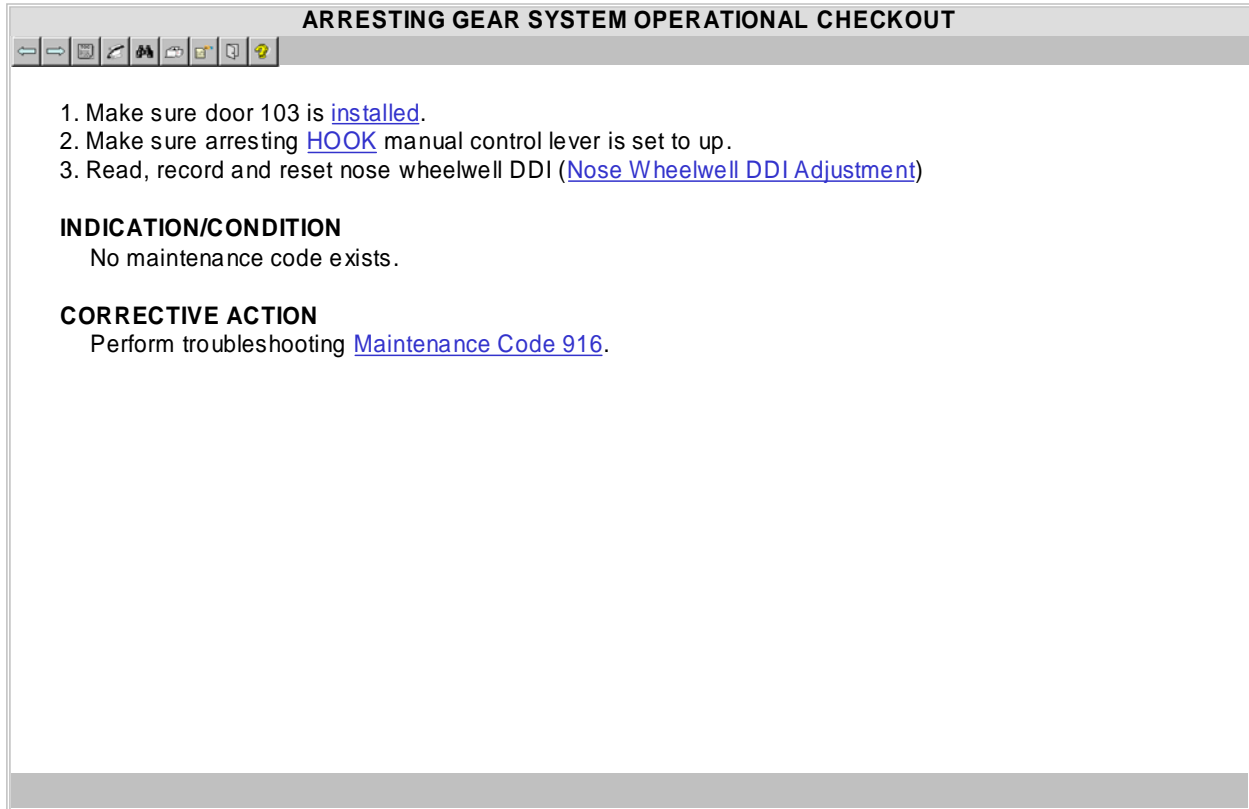 ARRESTING GEAR SYSTEM OPERATIONAL CHECKOUT
1. Make sure door 103 is installed.
2. Make sure arresting HOOK manual control lever is set to up.
3. Read, record and reset nose wheelwell DDI (Nose Wheelwell DDI Adjustment)
INDICATION/CONDITION
No maintenance code exists.
CORRECTIVE ACTION
Perform troubleshooting Maintenance Code 916.